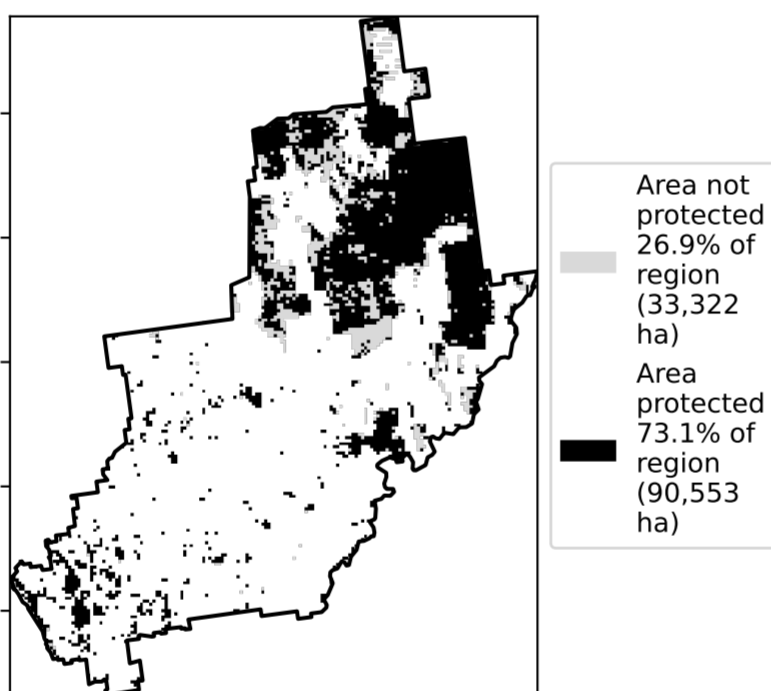 Area not
protected
26.9% of
region
(33,322
ha)
Area
protected
73.1% of
region
(90,553
ha)